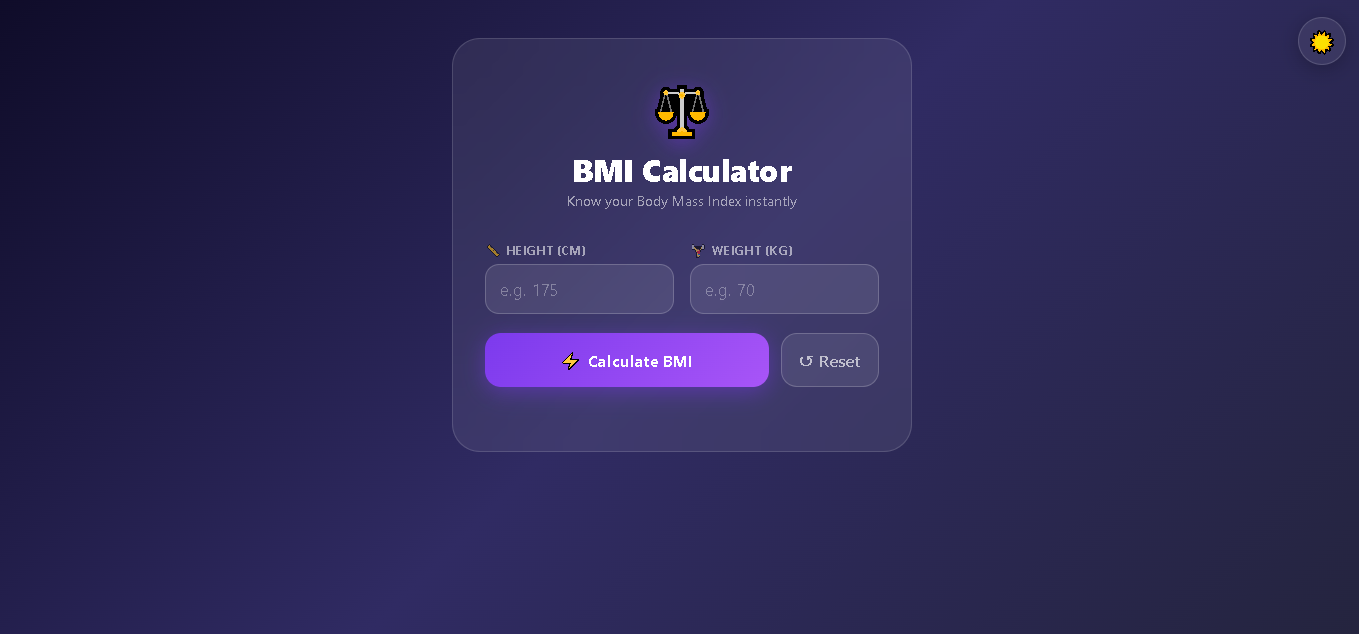 BMI Calculator
Know your Body Mass Index instantly
HEIGHT (CM)
WEIGHT (KG)
e.g. 175
e.g. 70
⚡ Calculate BMI
↺ Reset